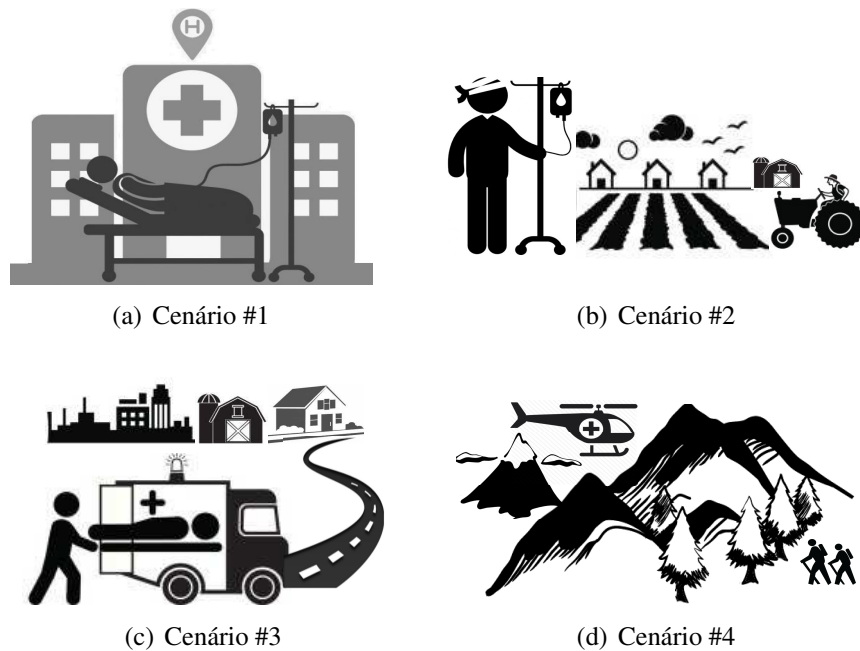 H
(a) Cenário #1
(b) Cenário #2
(c) Cenário #3
(d) Cenário #4